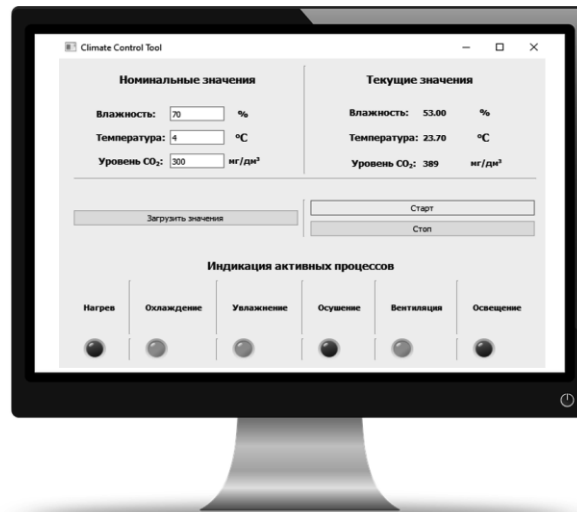 Climate Control Tool
Номинальные значения
Влажность: 70 %
Температура: 4 °C
Уровень CO₂: 300 мг/дм³
Текущие значения
Влажность: 53.00 %
Температура: 23.70 °C
Уровень CO₂: 389 мг/дм³
Загрузить значения
Старт
Стоп
Индикация активных процессов
Нагрев Охлаждение Увлажнение Осушение Вентиляция Освещение